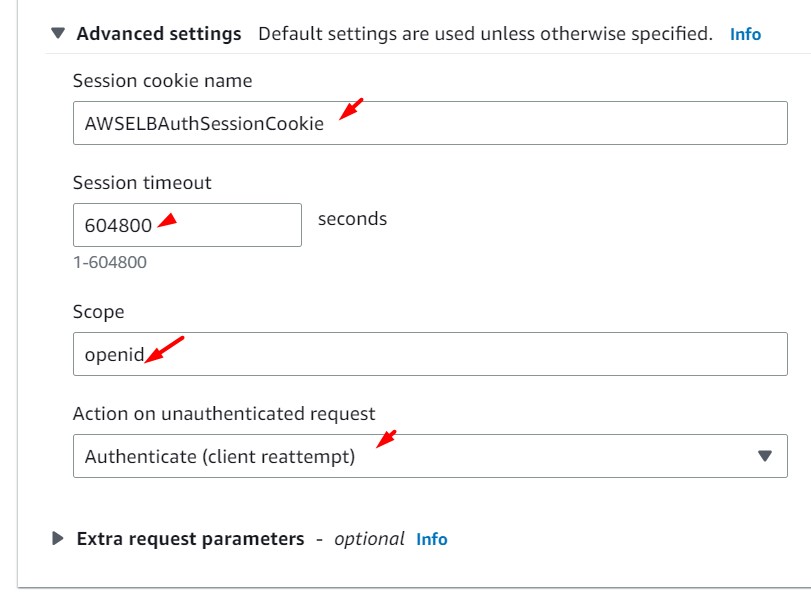 Advanced settings Default settings are used unless otherwise specified. Info
Session cookie name
AWSELBAuthSessionCookie
Session timeout
604800 seconds
1-604800
Scope
openid
Action on unauthenticated request
Authenticate (client reattempt)
Extra request parameters - optional Info